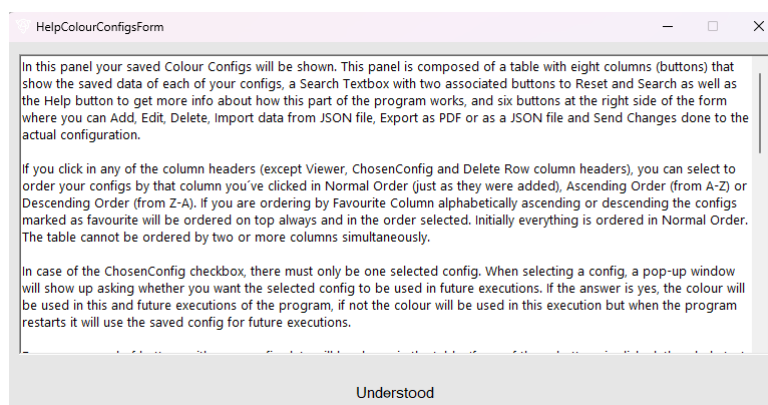 HelpColourConfigsForm
In this panel your saved Colour Configs will be shown. This panel is composed of a table with eight columns (buttons) that
show the saved data of each of your configs, a Search Textbox with two associated buttons to Reset and Search as well as
the Help button to get more info about how this part of the program works, and six buttons at the right side of the form
where you can Add, Edit, Delete, Import data from JSON file, Export as PDF or as a JSON file and Send Changes done to the
actual configuration.
If you click in any of the column headers (except Viewer, ChosenConfig and Delete Row column headers), you can select to
order your configs by that column you´ve clicked in Normal Order (just as they were added), Ascending Order (from A-Z) or
Descending Order (from Z-A). If you are ordering by Favourite Column alphabetically ascending or descending the configs
marked as favourite will be ordered on top always and in the order selected. Initially everything is ordered in Normal Order.
The table cannot be ordered by two or more columns simultaneously.
In case of the ChosenConfig checkbox, there must only be one selected config. When selecting a config, a pop-up window
will show up asking whether you want the selected config to be used in future executions. If the answer is yes, the colour will
be used in this and future executions of the program, if not the colour will be used in this execution but when the program
restarts it will use the saved config for future executions.
Understood